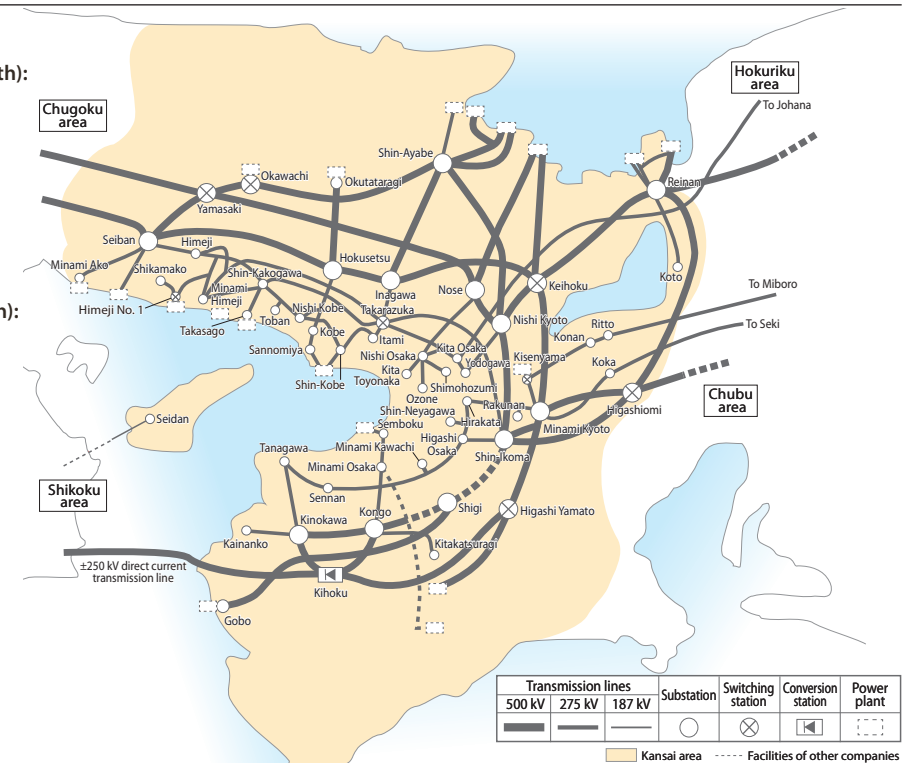 th):
Hokuriku
area
To Johana
Chugoku
area
Shin-Ayabe
Okawachi
Okutataragi
Reinan
Yamasaki
Seiban
Himeji
Hokusetsu
Minami Ako
Shikamako
Shin-Kakogawa
Koto
Minami
Himeji
Inagawa
Nose
Keihoku
To Miboro
Himeji No. 1
Takasago
Toban
Nishi Kobe
Takarazuka
Nishi Kyoto
Ritto
Konan
To Seki
h):
Kobe
Itami
Sannomiya
Nishi Osaka
Kita Osaka
Yodogawa
Kisenyama
Koka
Shin-Kobe
Kita
Toyonaka
Shimohozumi
Ozone
Chubu
area
Higashiomi
Seidan
Shin-Neyagawa
Rakunan
Semboku
Hirakata
Minami Kyoto
Tanagawa
Minami Kawachi
Higashi
Osaka
Shin-Ikoma
Minami Osaka
Shikoku
area
Sennan
Kinokawa
Kongo
Shigi
Higashi Yamato
Kainanko
Kitakatsuragi
±250 kV direct current
transmission line
Kihoku
Gobo
Transmission lines
500 kV
275 kV
187 kV
Substation
Switching
station
Conversion
station
Power
plant
Kansai area
Facilities of other companies